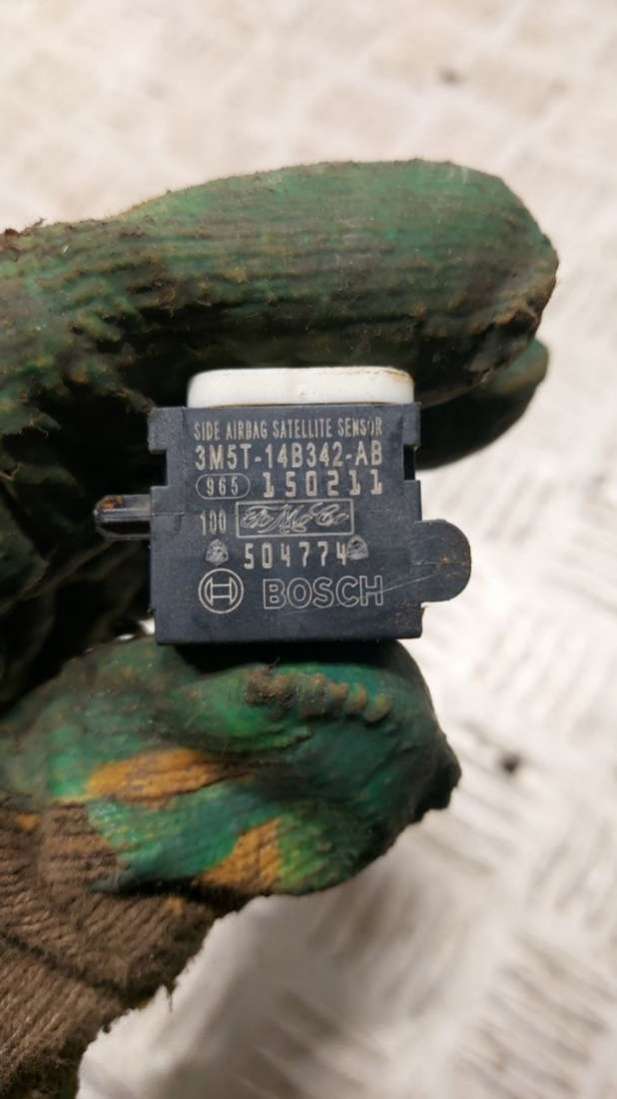 SIDE AIRBAG SATELLITE SENSOR
3M5T-14B342-AB
965 150211
100
504774
BOSCH